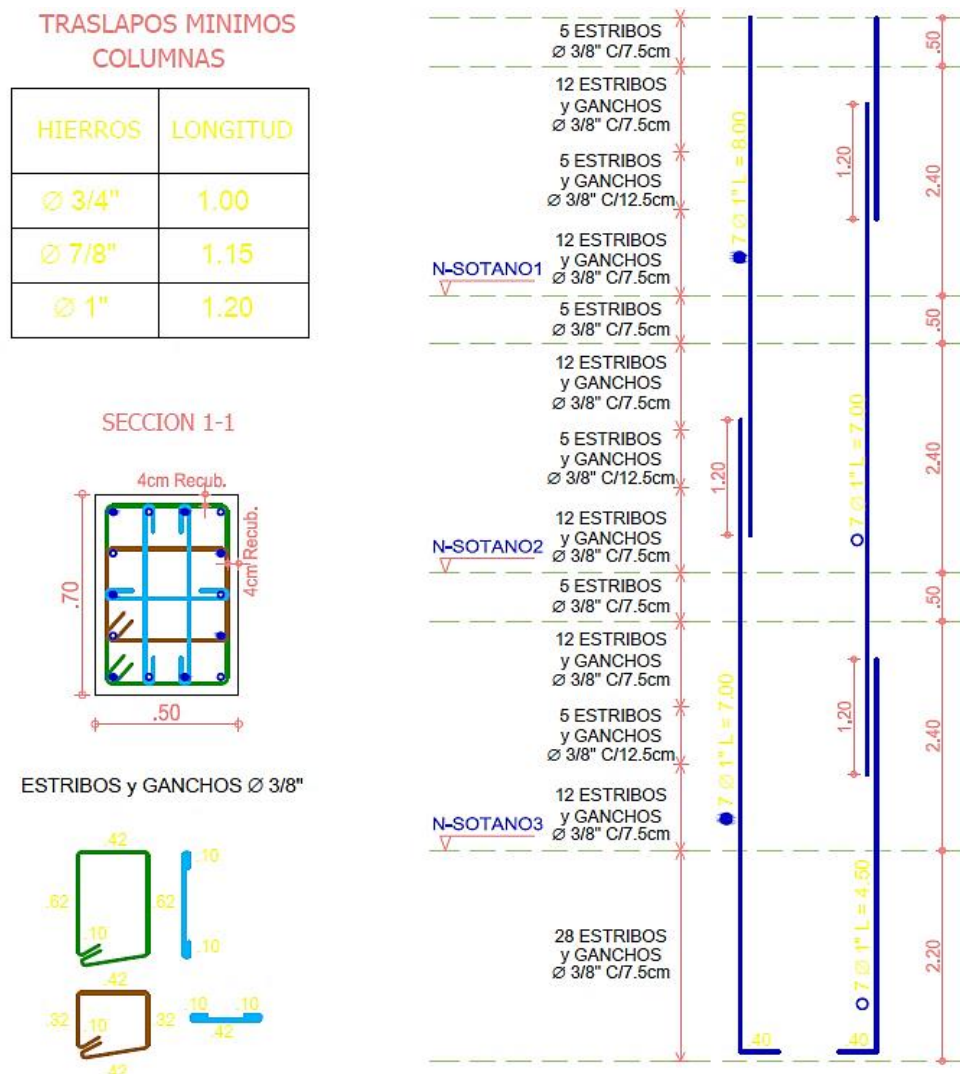 TRASLAPOS MINIMOS
COLUMNAS
HIERROS LONGITUD
Ø 3/4" 1.00
Ø 7/8" 1.15
Ø 1" 1.20
SECCION 1-1
4cm Recub.
4cm Recub.
.70
.50
ESTRIBOS y GANCHOS Ø 3/8"
.42
.62
.10
.62
.42
.10
.10
.32
.10
.32
.42
.10
.10
.42
5 ESTRIBOS
Ø 3/8" C/7.5cm
12 ESTRIBOS
y GANCHOS
Ø 3/8" C/7.5cm
5 ESTRIBOS
y GANCHOS
Ø 3/8" C/12.5cm
12 ESTRIBOS
y GANCHOS
Ø 3/8" C/7.5cm
N-SOTANO1
5 ESTRIBOS
Ø 3/8" C/7.5cm
12 ESTRIBOS
y GANCHOS
Ø 3/8" C/7.5cm
5 ESTRIBOS
y GANCHOS
Ø 3/8" C/12.5cm
12 ESTRIBOS
y GANCHOS
Ø 3/8" C/7.5cm
N-SOTANO2
5 ESTRIBOS
Ø 3/8" C/7.5cm
12 ESTRIBOS
y GANCHOS
Ø 3/8" C/7.5cm
5 ESTRIBOS
y GANCHOS
Ø 3/8" C/12.5cm
12 ESTRIBOS
y GANCHOS
Ø 3/8" C/7.5cm
N-SOTANO3
28 ESTRIBOS
y GANCHOS
Ø 3/8" C/7.5cm
7 Ø 1" L = 8.00
1.20
7 Ø 1" L = 7.00
.40
1.20
7 Ø 1" L = 7.00
1.20
7 Ø 1" L = 4.50
.40
.50
2.40
.50
2.40
.50
2.40
2.20